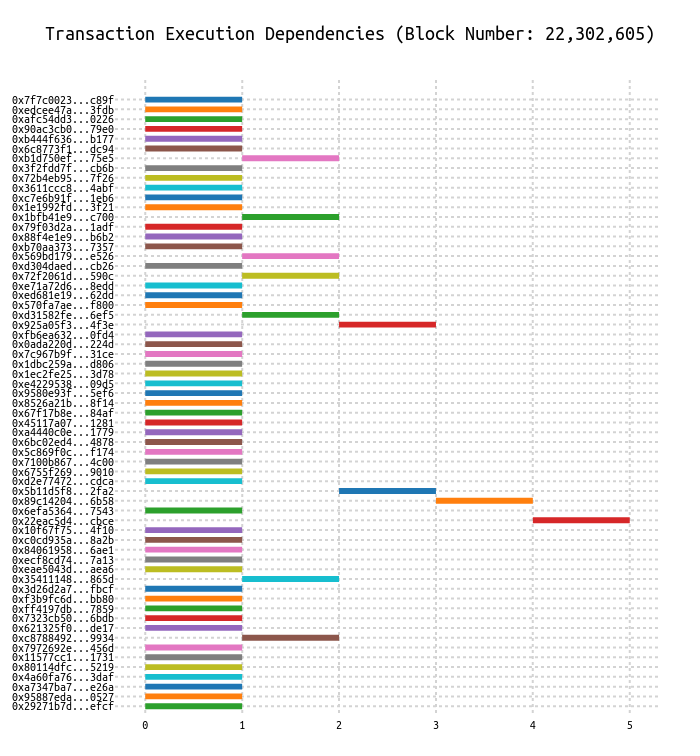 Transaction Execution Dependencies (Block Number: 22,302,605)
0x7f7c0023...c89f
0xedcee47a...3fdb
0xafc54dd3...0226
0x90ac3cb0...79e0
0xb444f636...b177
0x6c8773f1...dc94
0xb1d750ef...75e5
0x3f2fdd7f...cb6b
0x72b4eb95...7f26
0x3611ccc8...4abf
0xc7e6b91f...1eb6
0x1e1992fd...3f21
0x1bfb41e9...c700
0x79f03d2a...1adf
0x88f4e1e9...b6b2
0xb70aa373...7357
0x569bd179...e526
0xd304daed...cb26
0x72f2061d...590c
0xe71a72d6...8edd
0xed681e19...62dd
0x570fa7ae...f800
0xd31582fe...6ef5
0x925a05f3...4f3e
0xfb6ea632...0fd4
0x0ada220d...224d
0x7c967b9f...31ce
0x1dbc259a...d806
0x1ec2fe25...3d78
0xe4229538...09d5
0x9580e93f...5ef6
0x8526a21b...8f14
0x67f17b8e...84af
0x45117a07...1281
0xa4440c0e...1779
0x6bc02ed4...4878
0x5c869f0c...f174
0x7100b867...4c00
0x6755f269...9010
0xd2e77472...cdca
0x5b11d5f8...2fa2
0x89c14204...6b58
0x6efa5364...7543
0x22eac5d4...cbce
0x10f67f75...4f10
0xc0cd935a...8a2b
0x84061958...6ae1
0xecf8cd74...7a13
0xeae5043d...aea6
0x35411148...865d
0x3d26d2a7...fbcf
0xf3b9fc6d...bb80
0xff4197db...7859
0x7323cb50...6bdb
0x621325f0...de17
0xc8788492...9934
0x7972692e...456d
0x11577cc1...1731
0x80114dfc...5219
0x4a60fa76...3daf
0xa7347ba7...e26a
0x95887eda...0527
0x29271b7d...efcf
0 1 2 3 4 5